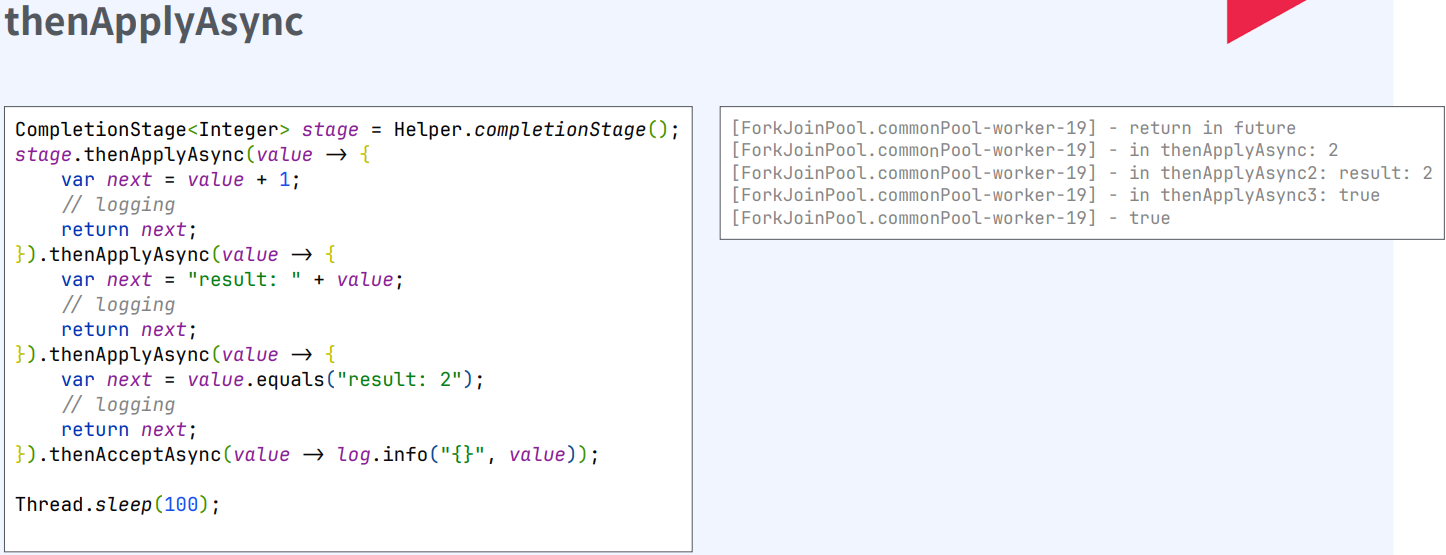 thenApplyAsync
CompletionStage<Integer> stage = Helper.completionStage();
stage.thenApplyAsync(value -> {
    var next = value + 1;
    // logging
    return next;
}).thenApplyAsync(value -> {
    var next = "result: " + value;
    // logging
    return next;
}).thenApplyAsync(value -> {
    var next = value.equals("result: 2");
    // logging
    return next;
}).thenAcceptAsync(value -> log.info("{}", value));

Thread.sleep(100);
[ForkJoinPool.commonPool-worker-19] - return in future
[ForkJoinPool.commonPool-worker-19] - in thenApplyAsync: 2
[ForkJoinPool.commonPool-worker-19] - in thenApplyAsync2: result: 2
[ForkJoinPool.commonPool-worker-19] - in thenApplyAsync3: true
[ForkJoinPool.commonPool-worker-19] - true